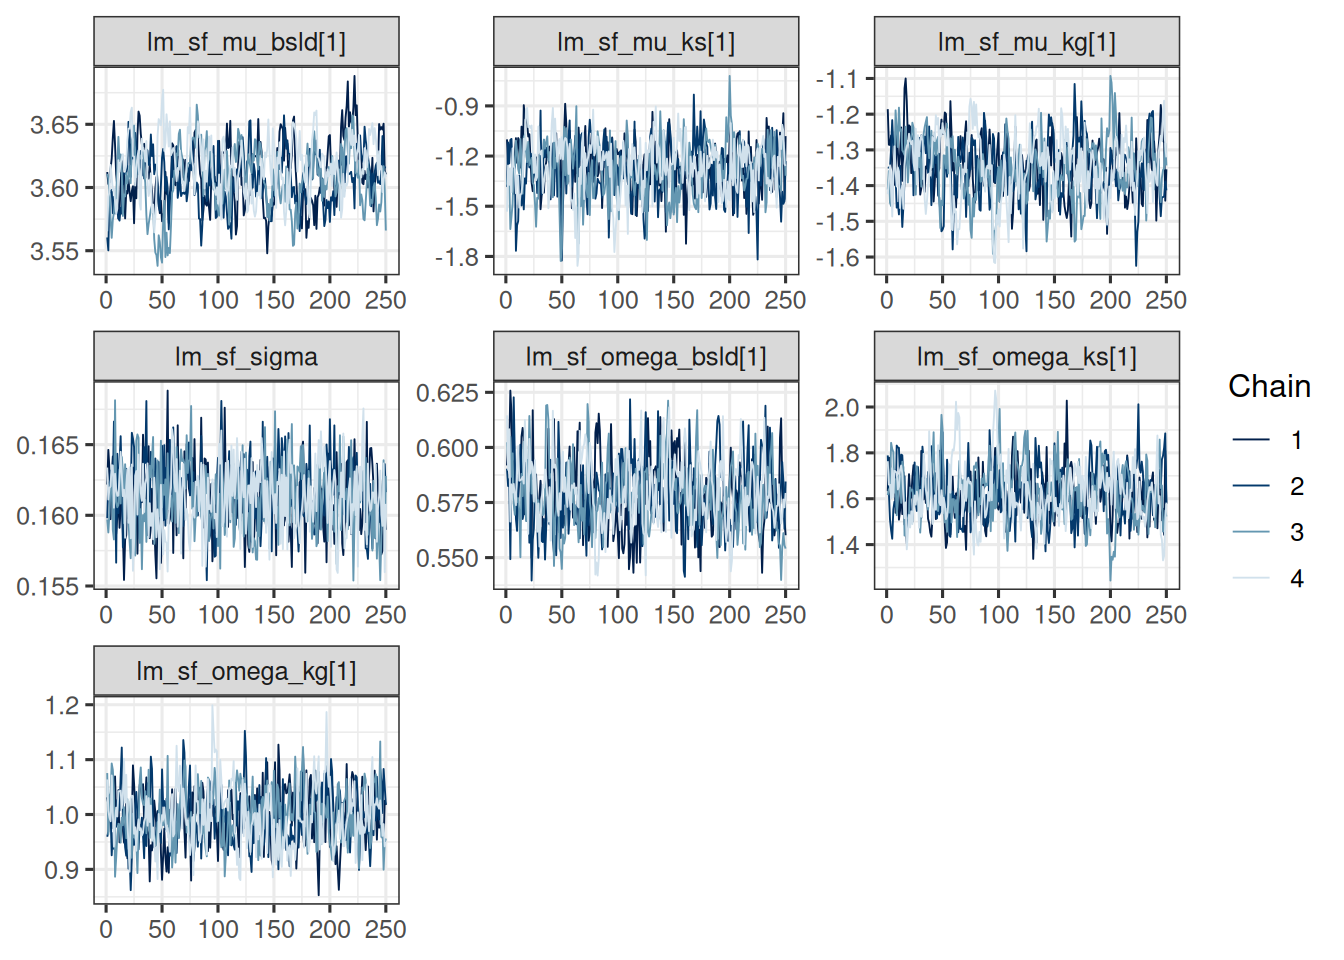 lm_sf_mu_bsld[1] lm_sf_mu_ks[1] lm_sf_mu_kg[1]
3.65
3.60
3.55
0 50 100 150 200 250
-0.9
-1.2
-1.5
-1.8
0 50 100 150 200 250
-1.1
-1.2
-1.3
-1.4
-1.5
-1.6
0 50 100 150 200 250
lm_sf_sigma lm_sf_omega_bsld[1] lm_sf_omega_ks[1]
0.165
0.160
0.155
0 50 100 150 200 250
0.625
0.600
0.575
0.550
0 50 100 150 200 250
2.0
1.8
1.6
1.4
0 50 100 150 200 250
lm_sf_omega_kg[1]
1.2
1.1
1.0
0.9
0 50 100 150 200 250
Chain
1
2
3
4